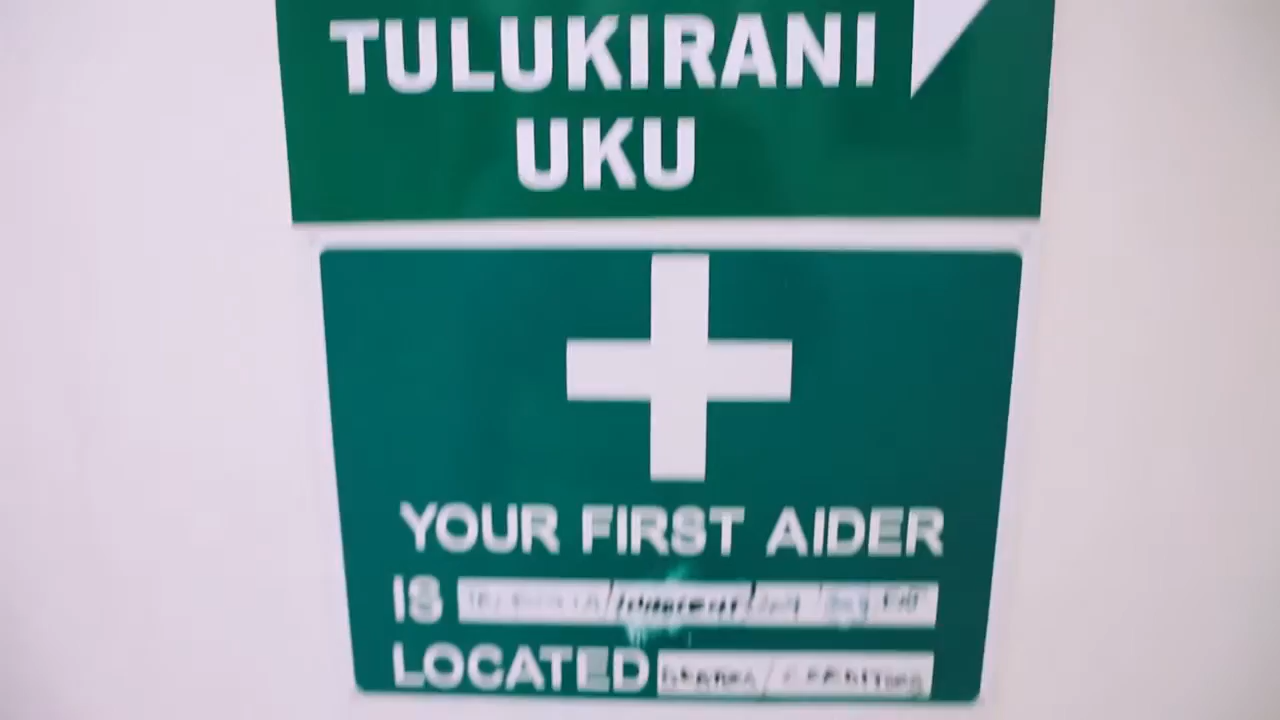 TULUKIRANI
UKU
YOUR FIRST AIDER
IS
LOCATED